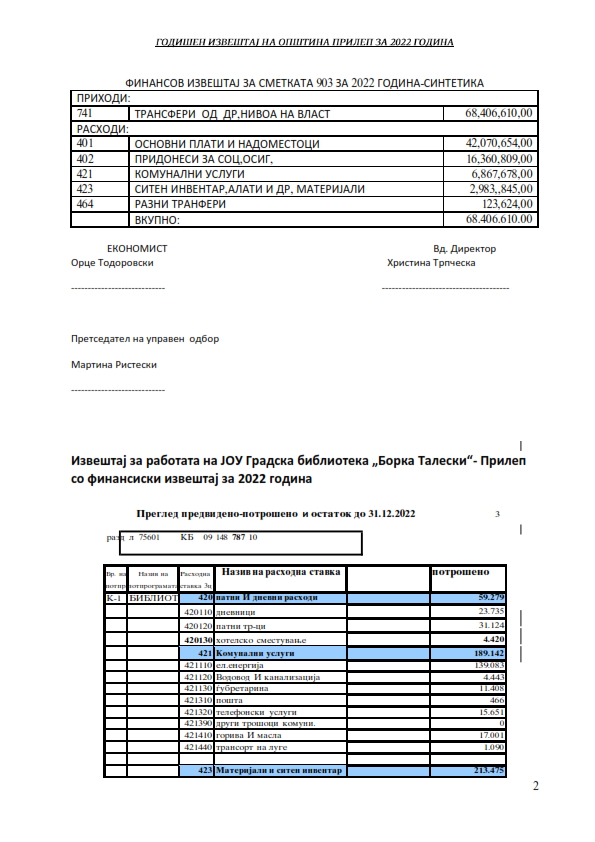 ГОДИШЕН ИЗВЕШТАЈ НА ОПШТИНА ПРИЛЕП ЗА 2022 ГОДИНА
ФИНАНСОВ ИЗВЕШТАЈ ЗА СМЕТКАТА 903 ЗА 2022 ГОДИНА-СИНТЕТИКА
ПРИХОДИ:
741 ТРАНСФЕРИ ОД ДР,НИВОА НА ВЛАСТ 68,406,610,00
РАСХОДИ:
401 ОСНОВНИ ПЛАТИ И НАДОМЕСТОЦИ 42,070,654,00
402 ПРИДОНЕСИ ЗА СОЦ,ОСИГ, 16,360,809,00
421 КОМУНАЛНИ УСЛУГИ 6,867,678,00
423 СИТЕН ИНВЕНТАР,АЛАТИ И ДР, МАТЕРИЈАЛИ 2,983,,845,00
464 РАЗНИ ТРАНФЕРИ 123,624,00
ВКУПНО: 68.406.610.00
ЕКОНОМИСТ Вд. Директор
Орце Тодоровски Христина Трпческа
---------------------------- --------------------------------------
Претседател на управен одбор
Мартина Ристески
----------------------------
Извештај за работата на ЈОУ Градска библиотека „Борка Талески“- Прилеп
со финансиски извештај за 2022 година
Преглед предвидено-потрошено и остаток до 31.12.2022 3
разд л 75601 КБ 09 148 787 10
Бр. на Назив на Расходна Назив на расходна ставка потрошено
потпр потпрограмата ставка 3ц
К-1 БИБЛИОТ 420 патни И дневни расходи 59.279
420110 дневници 23.735
420120 патни тр-ци 31.124
420130 хотелско сместување 4.420
421 Комунални услуги 189.142
421110 ел.енергија 139.083
421120 Водовод И канализација 4.443
421130 ѓубретарина 11.408
421310 пошта 466
421320 телефонски услуги 15.651
421390 други трошоци комуни. 0
421410 горива И масла 17.001
421440 трансорт на луге 1.090
423 Материјали и ситен инвентар 213.475
2